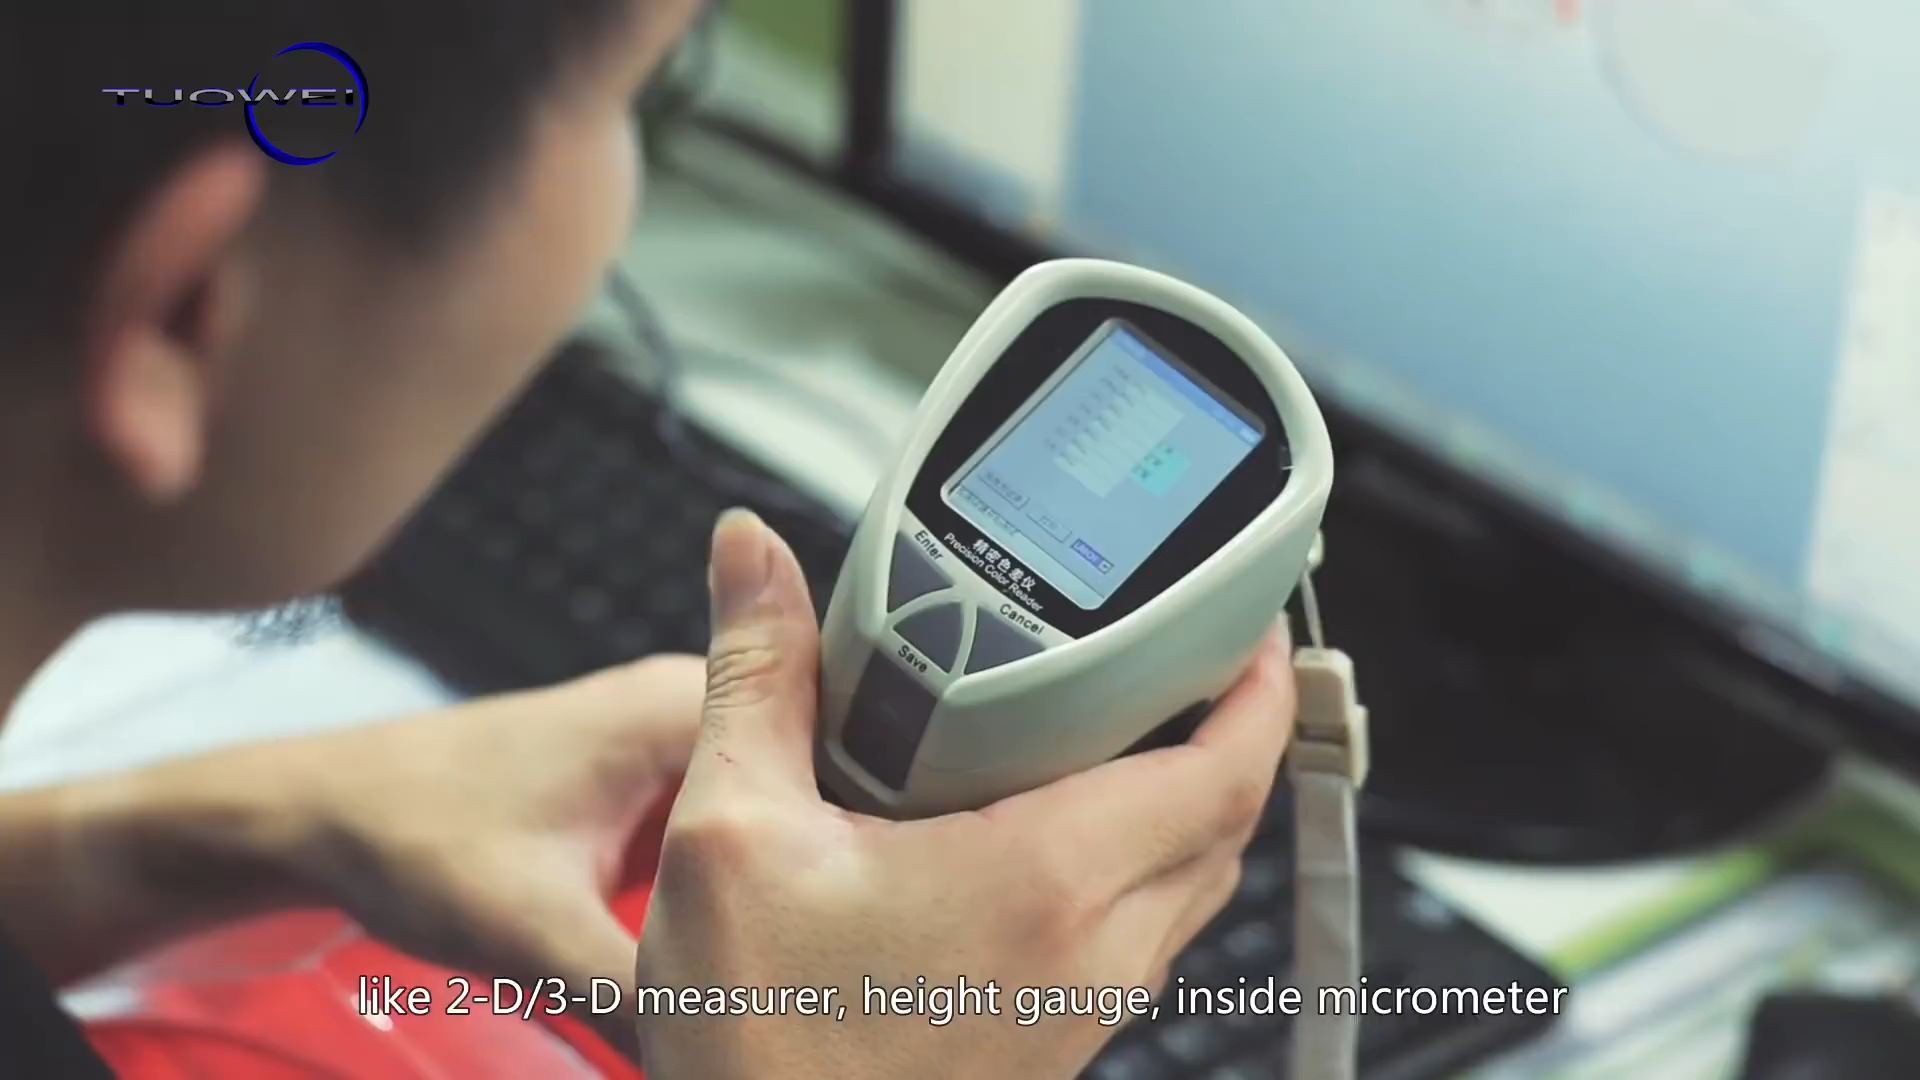 TUOWEI
精密色差仪
Precision Color Reader
Enter
Cancel
Save
like 2-D/3-D measurer, height gauge, inside micrometer